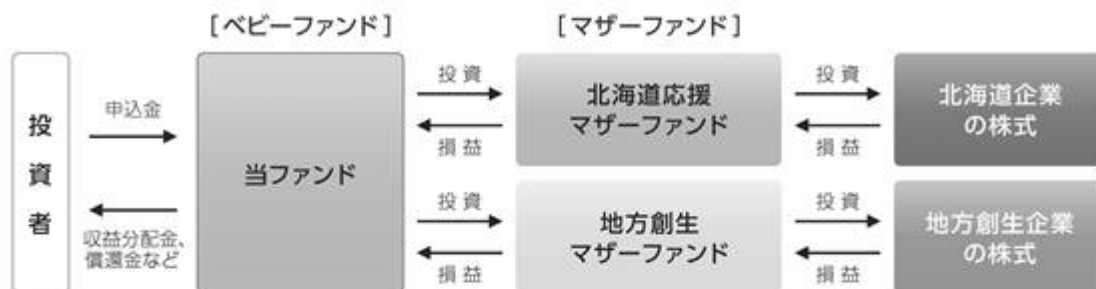 [ベビーファンド]
[マザーファンド]
投資者
申込金
収益分配金、
償還金など
当ファンド
投資
損益
北海道応援
マザーファンド
投資
損益
北海道企業
の株式
投資
損益
地方創生
マザーファンド
投資
損益
地方創生企業
の株式